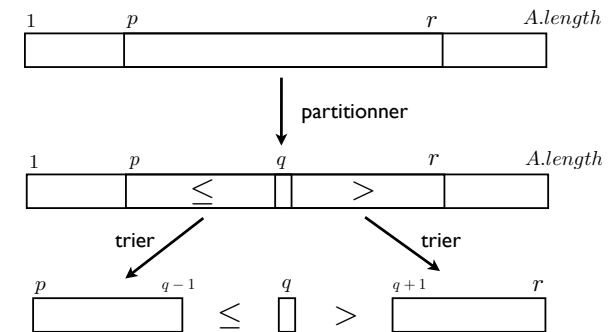 1 p r A.length
partitionner
1 p q r A.length
≤ >
trier trier
p q − 1 q q + 1 r
≤ >